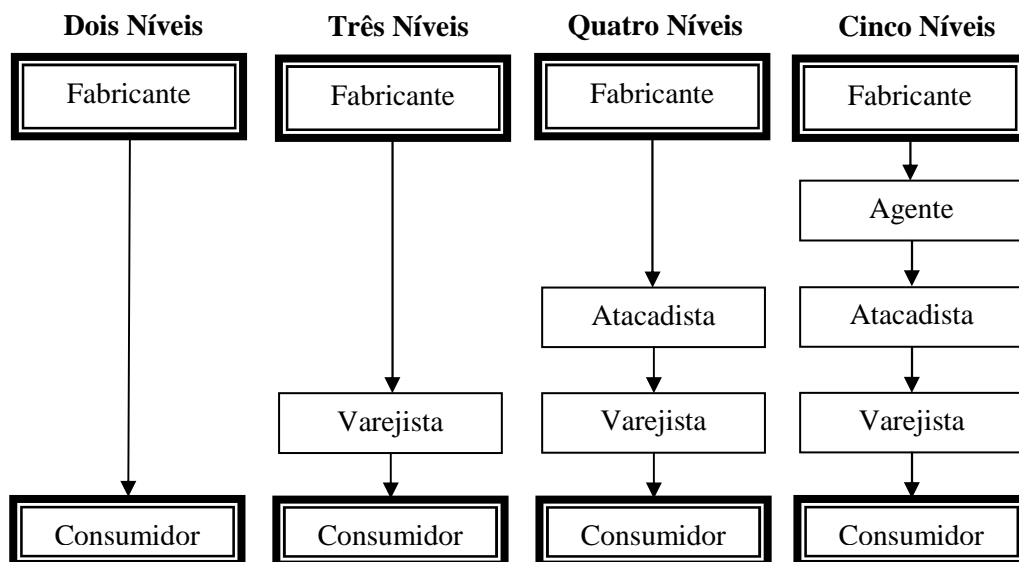 Dois Níveis
Três Níveis
Quatro Níveis
Cinco Níveis
Fabricante
Fabricante
Fabricante
Fabricante
Agente
Atacadista
Atacadista
Varejista
Varejista
Varejista
Consumidor
Consumidor
Consumidor
Consumidor